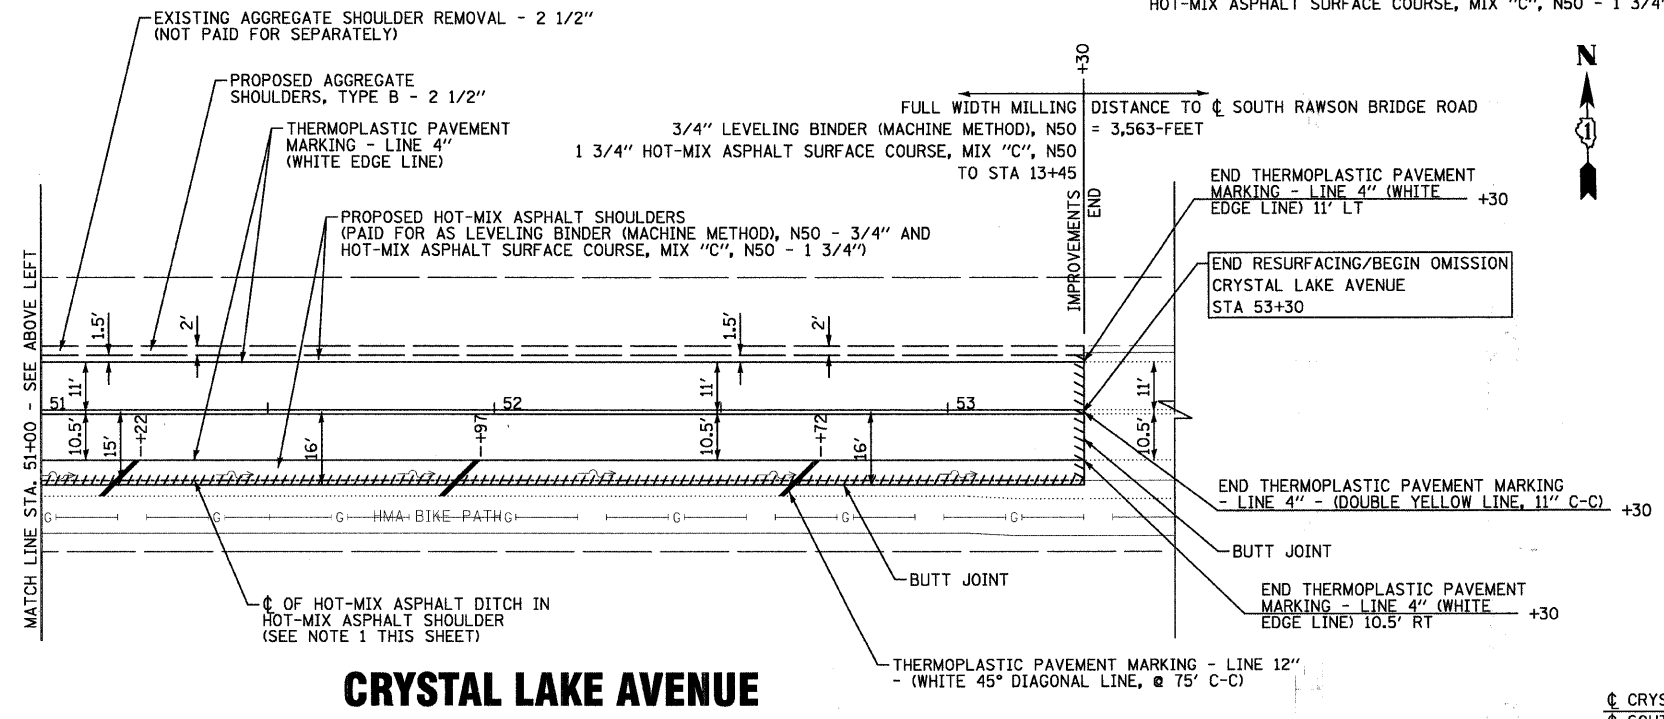 HOT-MIX ASPHALT SURFACE COURSE, MIX "C", N50 - 1 3/4"
EXISTING AGGREGATE SHOULDER REMOVAL - 2 1/2"
(NOT PAID FOR SEPARATELY)
PROPOSED AGGREGATE
SHOULDERS, TYPE B - 2 1/2"
THERMOPLASTIC PAVEMENT
MARKING - LINE 4"
(WHITE EDGE LINE)
PROPOSED HOT-MIX ASPHALT SHOULDERS
(PAID FOR AS LEVELING BINDER (MACHINE METHOD), N50 - 3/4" AND
HOT-MIX ASPHALT SURFACE COURSE, MIX "C", N50 - 1 3/4")
+30
FULL WIDTH MILLING
3/4" LEVELING BINDER (MACHINE METHOD), N50
1 3/4" HOT-MIX ASPHALT SURFACE COURSE, MIX "C", N50
TO STA 13+45
DISTANCE TO ℄ SOUTH RAWSON BRIDGE ROAD
= 3,563-FEET
IMPROVEMENTS
END
N
1
END THERMOPLASTIC PAVEMENT
MARKING - LINE 4" (WHITE
EDGE LINE) 11' LT
+30
END RESURFACING/BEGIN OMISSION
CRYSTAL LAKE AVENUE
STA 53+30
MATCH LINE STA. 51+00 - SEE ABOVE LEFT
1.5'
2'
1.5'
2'
11'
11'
11'
51
52
53
10.5'
15'
+22
16'
+97
10.5'
+72
16'
10.5'
G
G
G
HMA BIKE PATH
G
G
G
G
END THERMOPLASTIC PAVEMENT MARKING
- LINE 4" - (DOUBLE YELLOW LINE, 11" C-C)
+30
BUTT JOINT
BUTT JOINT
END THERMOPLASTIC PAVEMENT
MARKING - LINE 4" (WHITE
EDGE LINE) 10.5' RT
+30
℄ OF HOT-MIX ASPHALT DITCH IN
HOT-MIX ASPHALT SHOULDER
(SEE NOTE 1 THIS SHEET)
THERMOPLASTIC PAVEMENT MARKING - LINE 12"
- (WHITE 45° DIAGONAL LINE, @ 75' C-C)
CRYSTAL LAKE AVENUE
℄ CRYS